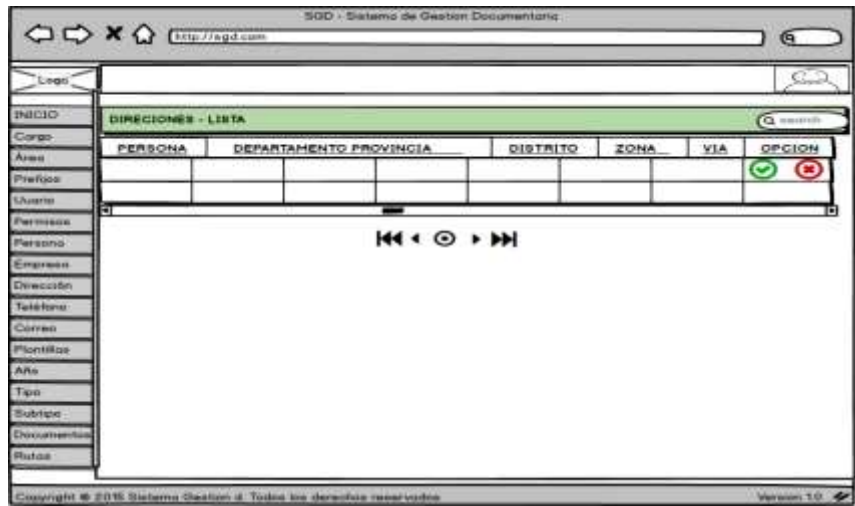 SGD - Sistema de Gestion Documentaria
http://sgd.com
Logo
INICIO
Cargo
Area
Prefijos
Usuario
Permisos
Persona
Empresa
Dirección
Teléfono
Correo
Plantillas
Año
Tipo
Subtipo
Documentos
Rutas
DIRECIONES - LISTA
search
PERSONA DEPARTAMENTO PROVINCIA DISTRITO ZONA VIA OPCION
Copyright © 2015 Sistema Gestion d. Todos los derechos reservados
Version 1.0